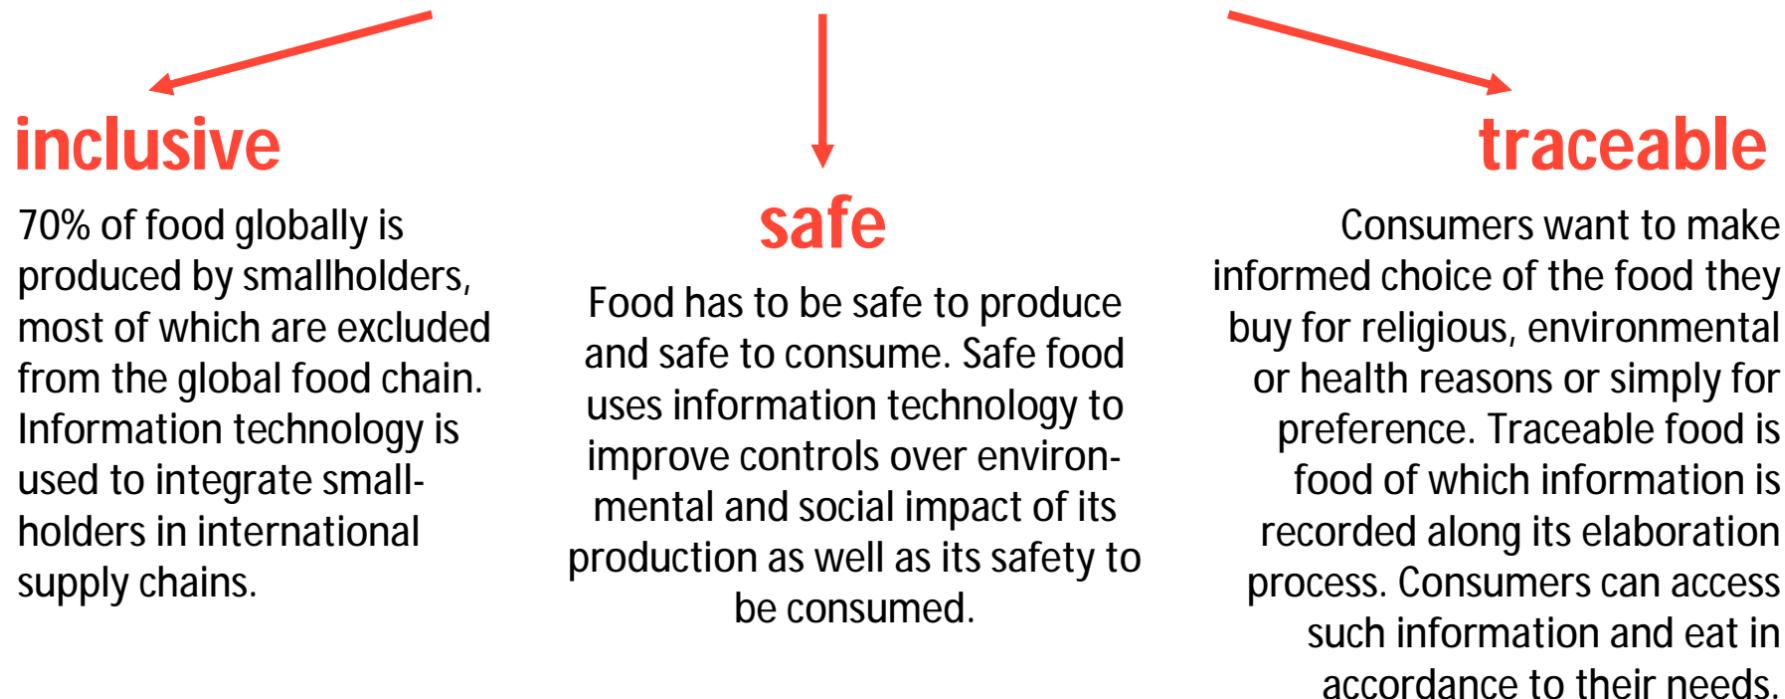 inclusive
70% of food globally is
produced by smallholders,
most of which are excluded
from the global food chain.
Information technology is
used to integrate small-
holders in international
supply chains.
safe
Food has to be safe to produce
and safe to consume. Safe food
uses information technology to
improve controls over environ-
mental and social impact of its
production as well as its safety to
be consumed.
traceable
Consumers want to make
informed choice of the food they
buy for religious, environmental
or health reasons or simply for
preference. Traceable food is
food of which information is
recorded along its elaboration
process. Consumers can access
such information and eat in
accordance to their needs.